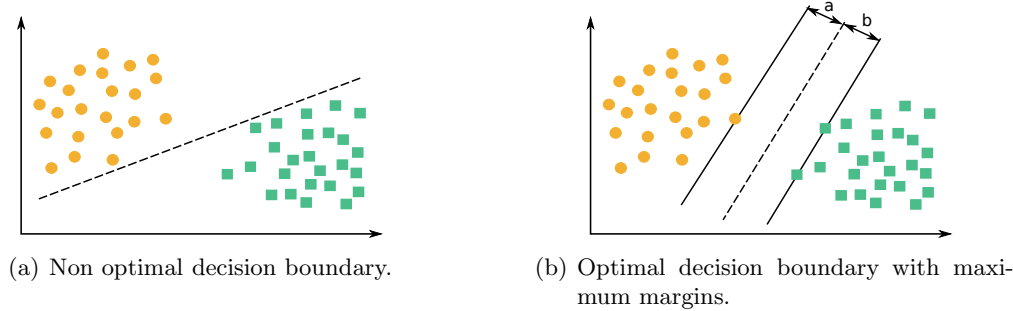 a
b
(a) Non optimal decision boundary.
(b) Optimal decision boundary with maxi-
mum margins.